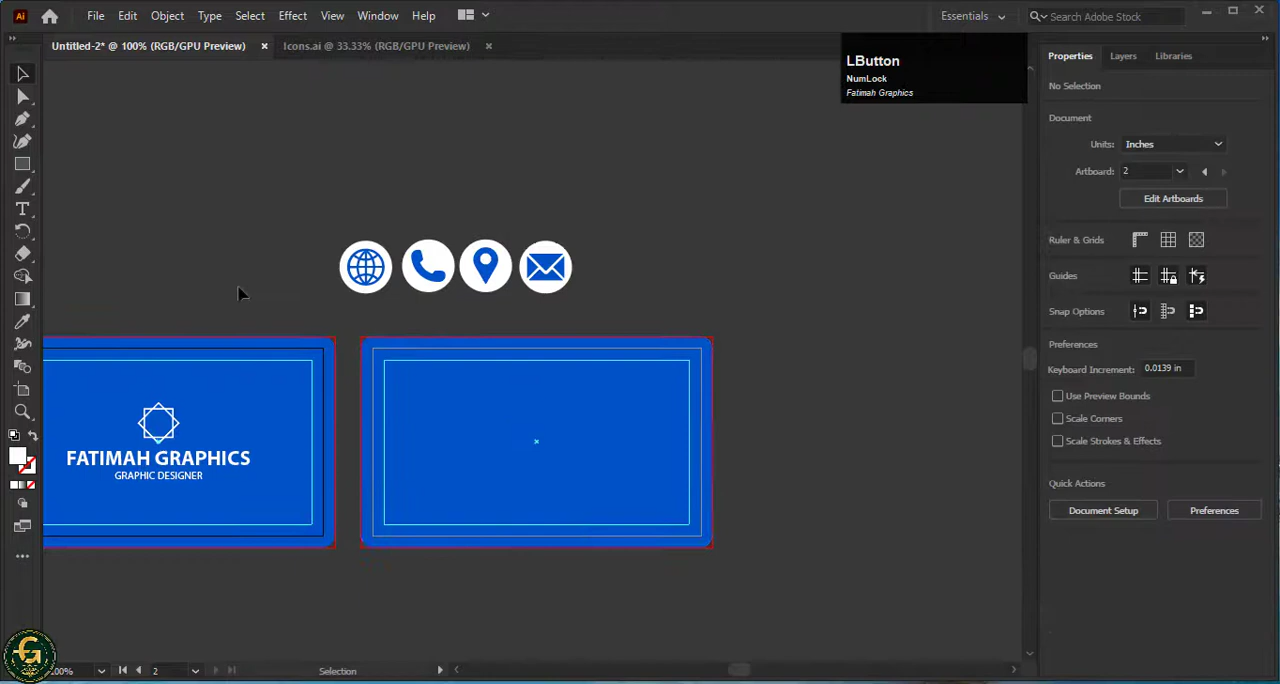 Ai File Edit Object Type Select Effect View Window Help Essentials Search Adobe Stock
Untitled-2* @ 100% (RGB/GPU Preview) × Icons.ai @ 33.33% (RGB/GPU Preview) ×
LButton
NumLock
Fatimah Graphics
Properties Layers Libraries
No Selection
Document
Units: Inches
Artboard: 2
Edit Artboards
Ruler & Grids
Guides
Snap Options
Preferences
Keyboard Increment: 0.0139 in
Use Preview Bounds
Scale Corners
Scale Strokes & Effects
Quick Actions
Document Setup Preferences
FATIMAH GRAPHICS
GRAPHIC DESIGNER
2 Selection